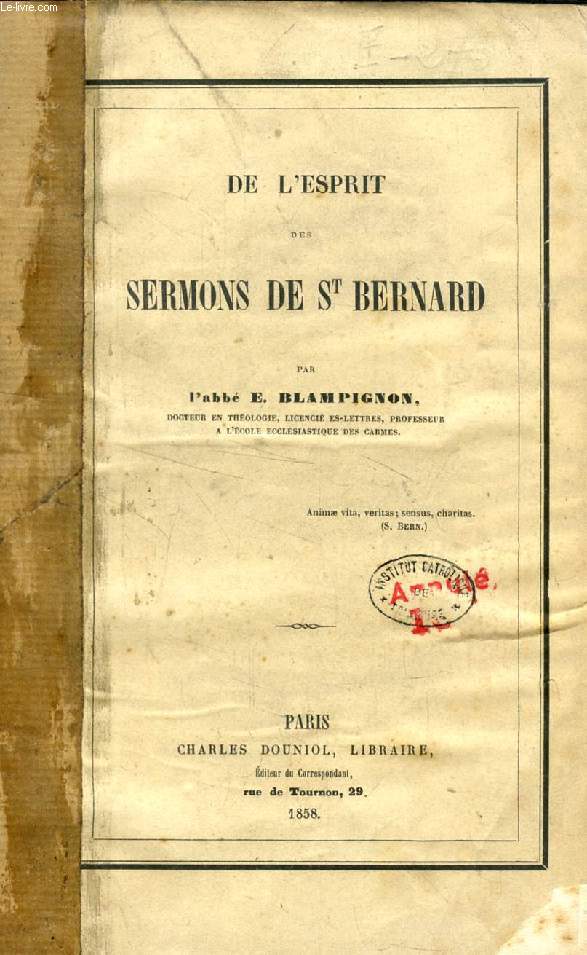 Le-livre.com
DE L'ESPRIT
DES
SERMONS DE ST BERNARD
PAR
l'abbé E. BLAMPIGNON,
DOCTEUR EN THÉOLOGIE, LICENCIÉ ES-LETTRES, PROFESSEUR
A L'ÉCOLE ECCLÉSIASTIQUE DES CARMES.
Animæ vita, veritas; sensus, charitas.
(S. BERN.)
INSTITUT CATHOLIQUE
Annulé
PARIS
CHARLES DOUNIOL, LIBRAIRE,
Éditeur du Correspondant,
rue de Tournon, 29.
1858.